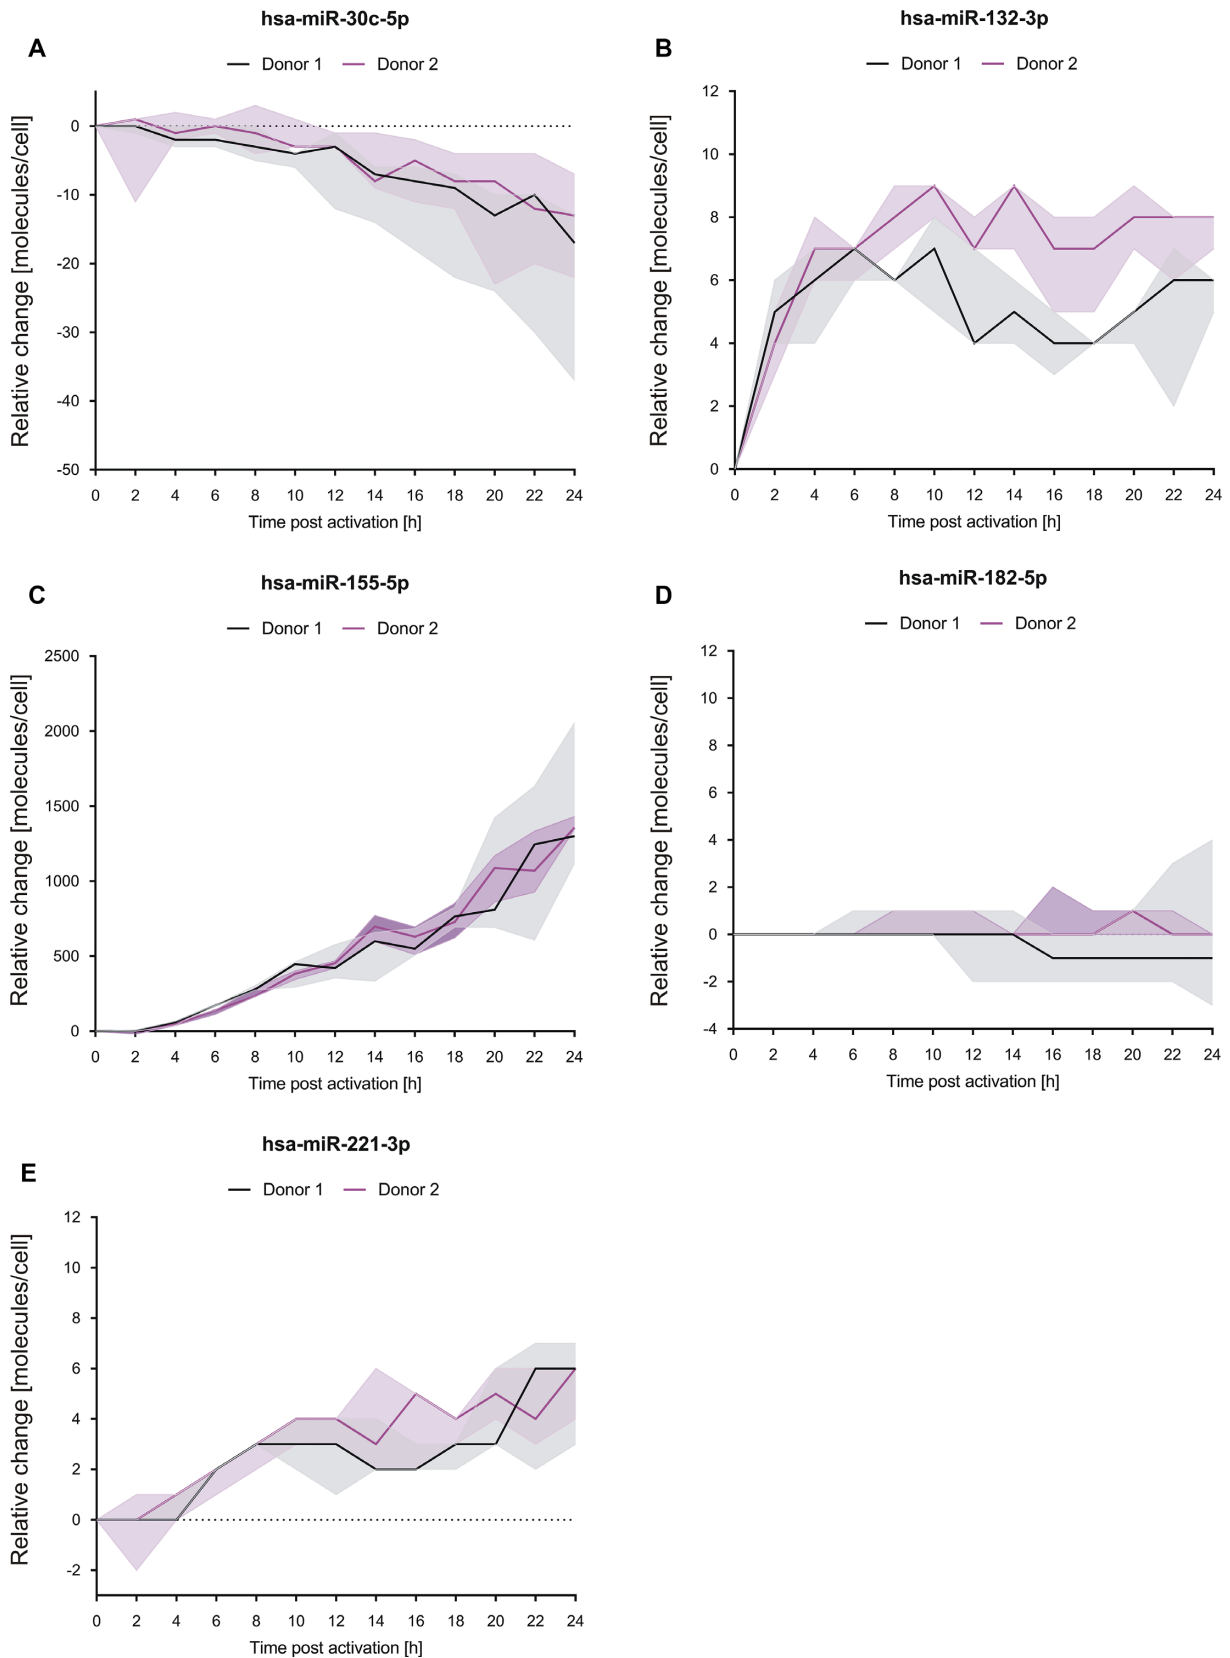 hsa-miR-30c-5p
A
Donor 1 Donor 2
Relative change [molecules/cell]
0
-10
-20
-30
-40
-50
0 2 4 6 8 10 12 14 16 18 20 22 24
Time post activation [h]
hsa-miR-132-3p
B
Donor 1 Donor 2
Relative change [molecules/cell]
12
10
8
6
4
2
0
0 2 4 6 8 10 12 14 16 18 20 22 24
Time post activation [h]
hsa-miR-155-5p
C
Donor 1 Donor 2
Relative change [molecules/cell]
2500
2000
1500
1000
500
0
0 2 4 6 8 10 12 14 16 18 20 22 24
Time post activation [h]
hsa-miR-182-5p
D
Donor 1 Donor 2
Relative change [molecules/cell]
12
10
8
6
4
2
0
-2
-4
0 2 4 6 8 10 12 14 16 18 20 22 24
Time post activation [h]
hsa-miR-221-3p
E
Donor 1 Donor 2
Relative change [molecules/cell]
12
10
8
6
4
2
0
-2
0 2 4 6 8 10 12 14 16 18 20 22 24
Time post activation [h]